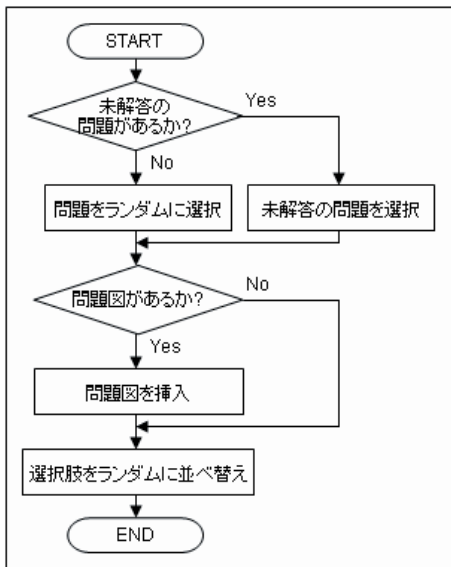 START
未解答の
問題があるか?
Yes
No
問題をランダムに選択
未解答の問題を選択
問題図があるか?
No
Yes
問題図を挿入
選択肢をランダムに並べ替え
END